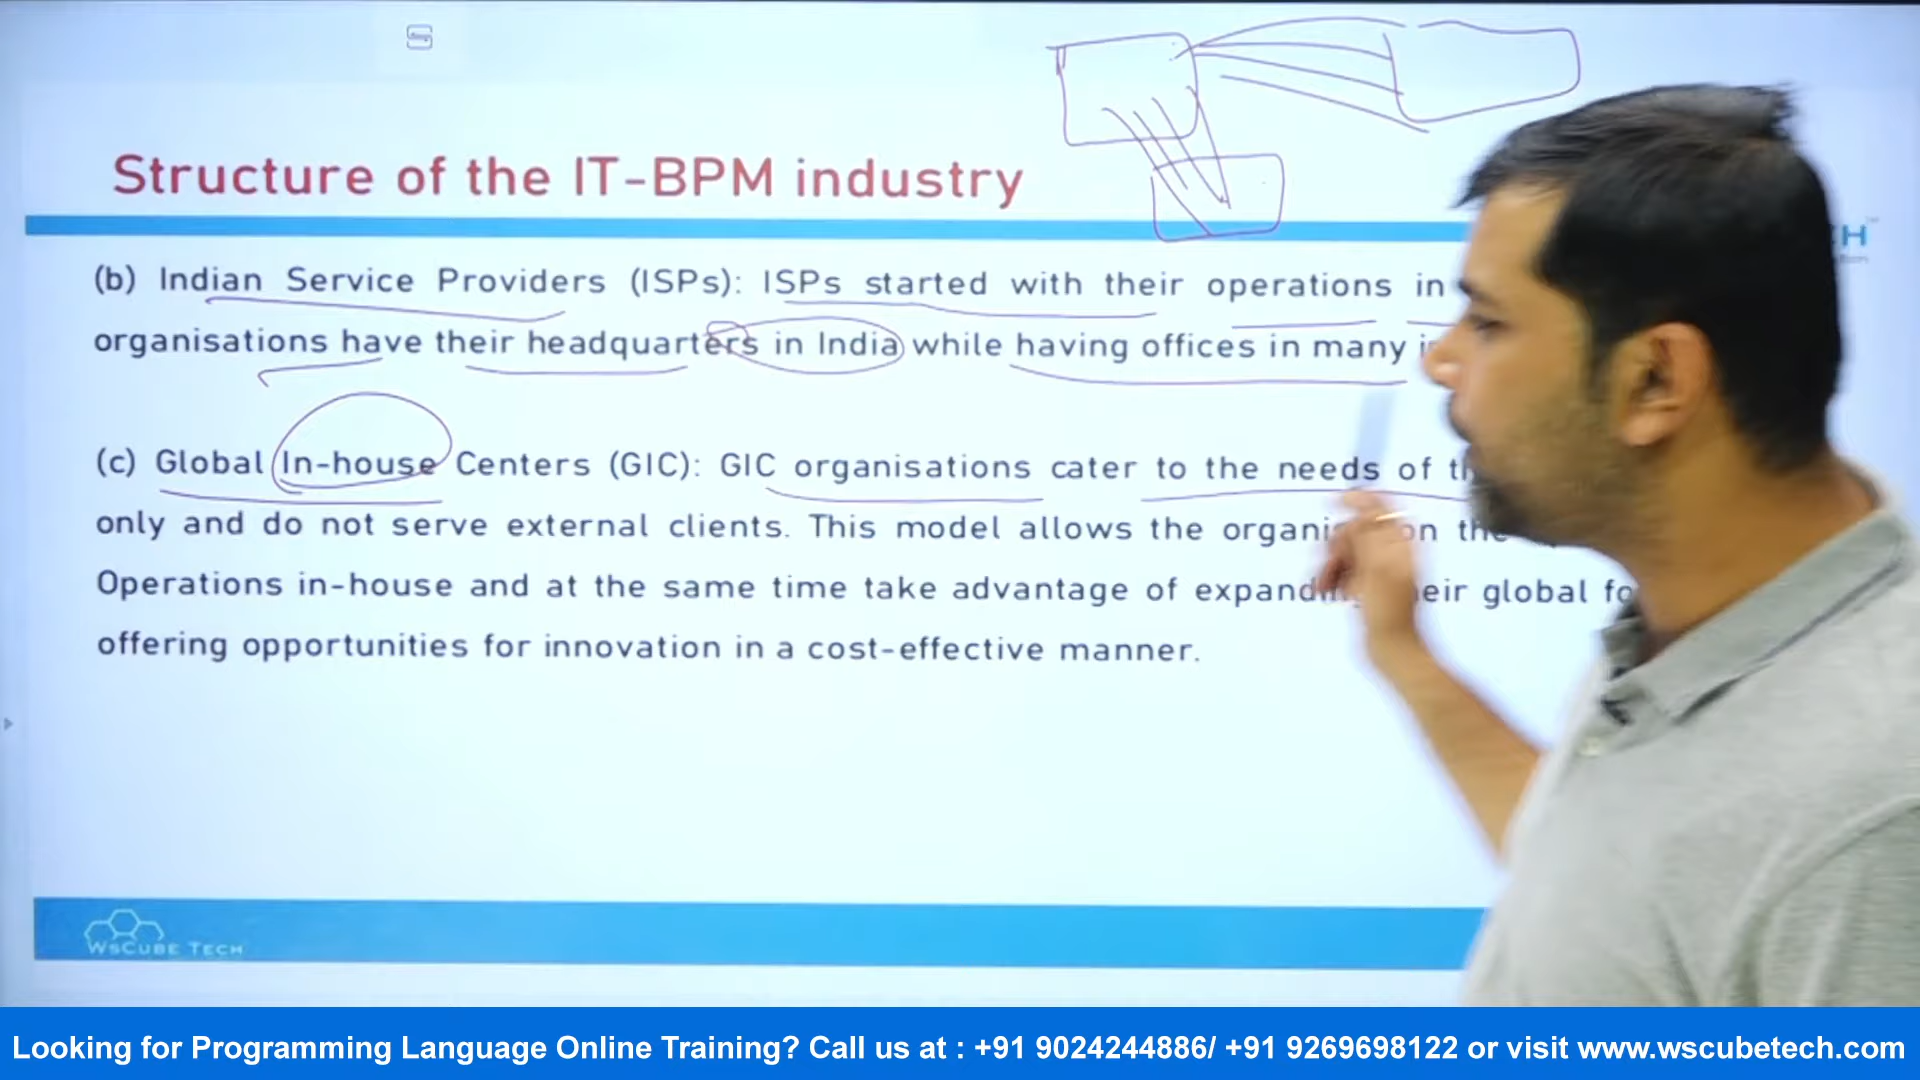 Structure of the IT-BPM industry
H
(b) Indian Service Providers (ISPs): ISPs started with their operations in
organisations have their headquarters in India while having offices in many
(c) Global In-house Centers (GIC): GIC organisations cater to the needs of
only and do not serve external clients. This model allows the
Operations in-house and at the same time take advantage of global
offering opportunities for innovation in a cost-effective manner.
WsCube Tech
Looking for Programming Language Online Training? Call us at : +91 9024244886/ +91 9269698122 or visit www.wscubetech.com